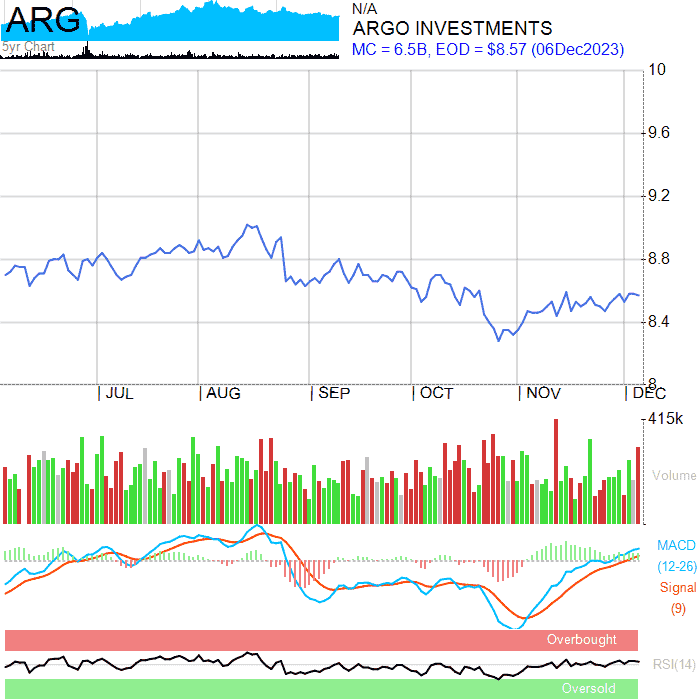 ARG
5yr Chart
N/A
ARGO INVESTMENTS
MC = 6.5B, EOD = $8.57 (06Dec2023)
10
9.6
9.2
8.8
8.4
8
| JUL | AUG | SEP | OCT | NOV | DEC
415k
Volume
MACD
(12-26)
Signal
(9)
Overbought
RSI(14)
Oversold